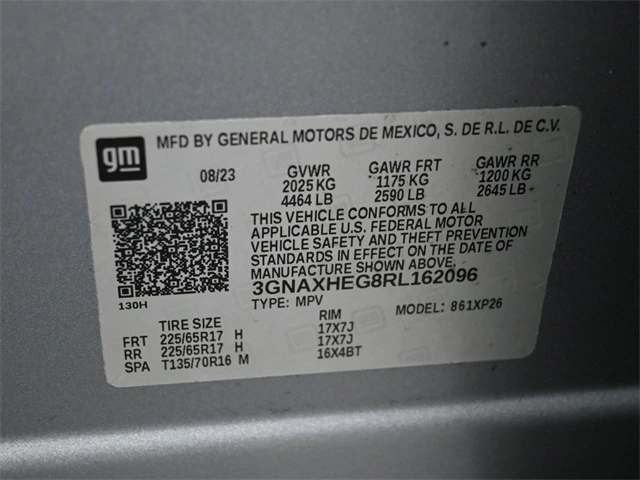 gm
MFD BY GENERAL MOTORS DE MEXICO, S. DE R.L. DE C.V.
08/23 GVWR GAWR FRT GAWR RR
2025 KG 1175 KG 1200 KG
4464 LB 2590 LB 2645 LB
THIS VEHICLE CONFORMS TO ALL
APPLICABLE U.S. FEDERAL MOTOR
VEHICLE SAFETY AND THEFT PREVENTION
STANDARDS IN EFFECT ON THE DATE OF
MANUFACTURE SHOWN ABOVE.
3GNAXHEG8RL162096
130H
TYPE: MPV MODEL: 861XP26
TIRE SIZE RIM
FRT 225/65R17 H 17X7J
RR 225/65R17 H 17X7J
SPA T135/70R16 M 16X4BT